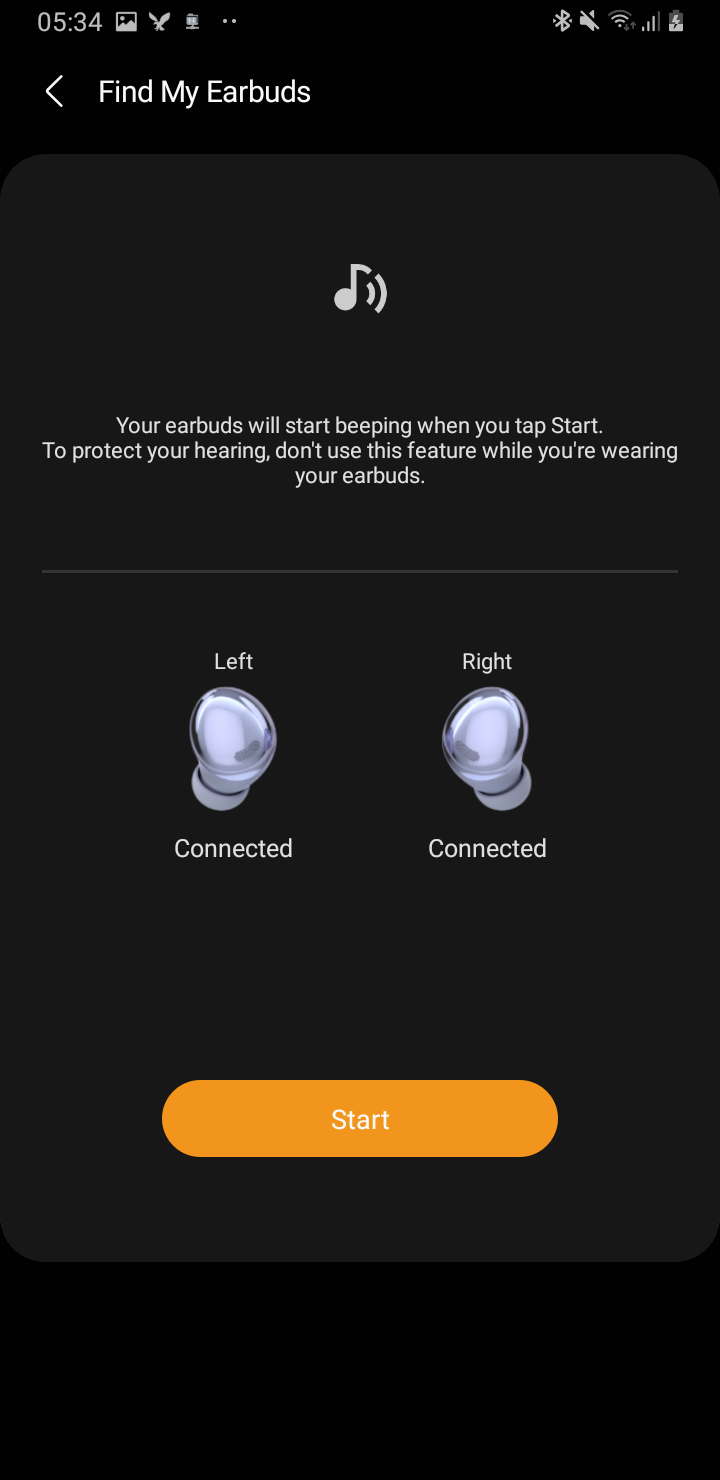 05:34
Find My Earbuds
Your earbuds will start beeping when you tap Start.
To protect your hearing, don't use this feature while you're wearing
your earbuds.
Left
Right
Connected
Connected
Start